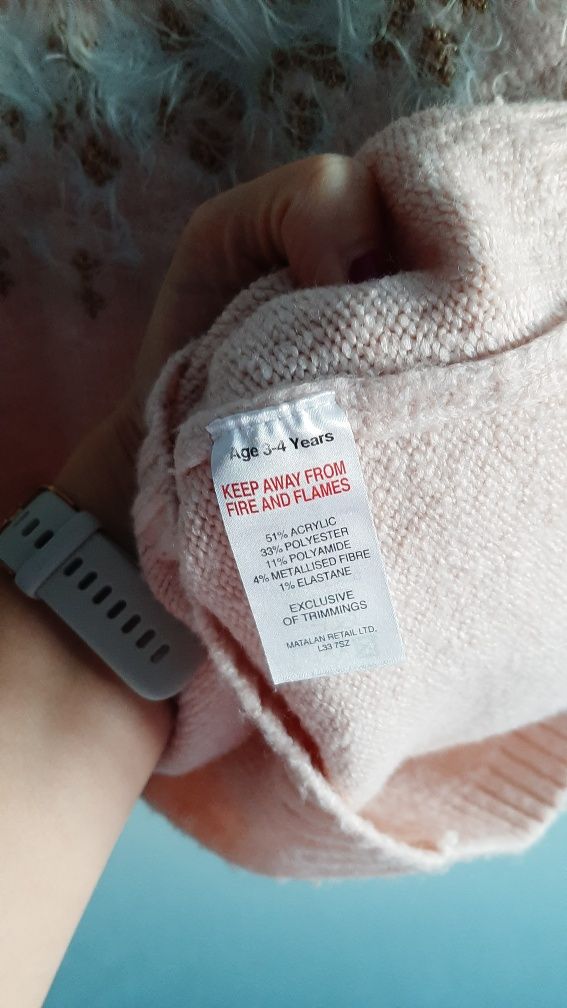 Age 3-4 Years
KEEP AWAY FROM
FIRE AND FLAMES
51% ACRYLIC
33% POLYESTER
11% POLYAMIDE
4% METALLISED FIBRE
1% ELASTANE
EXCLUSIVE
OF TRIMMINGS
MATALAN RETAIL LTD.
L33 7SZ